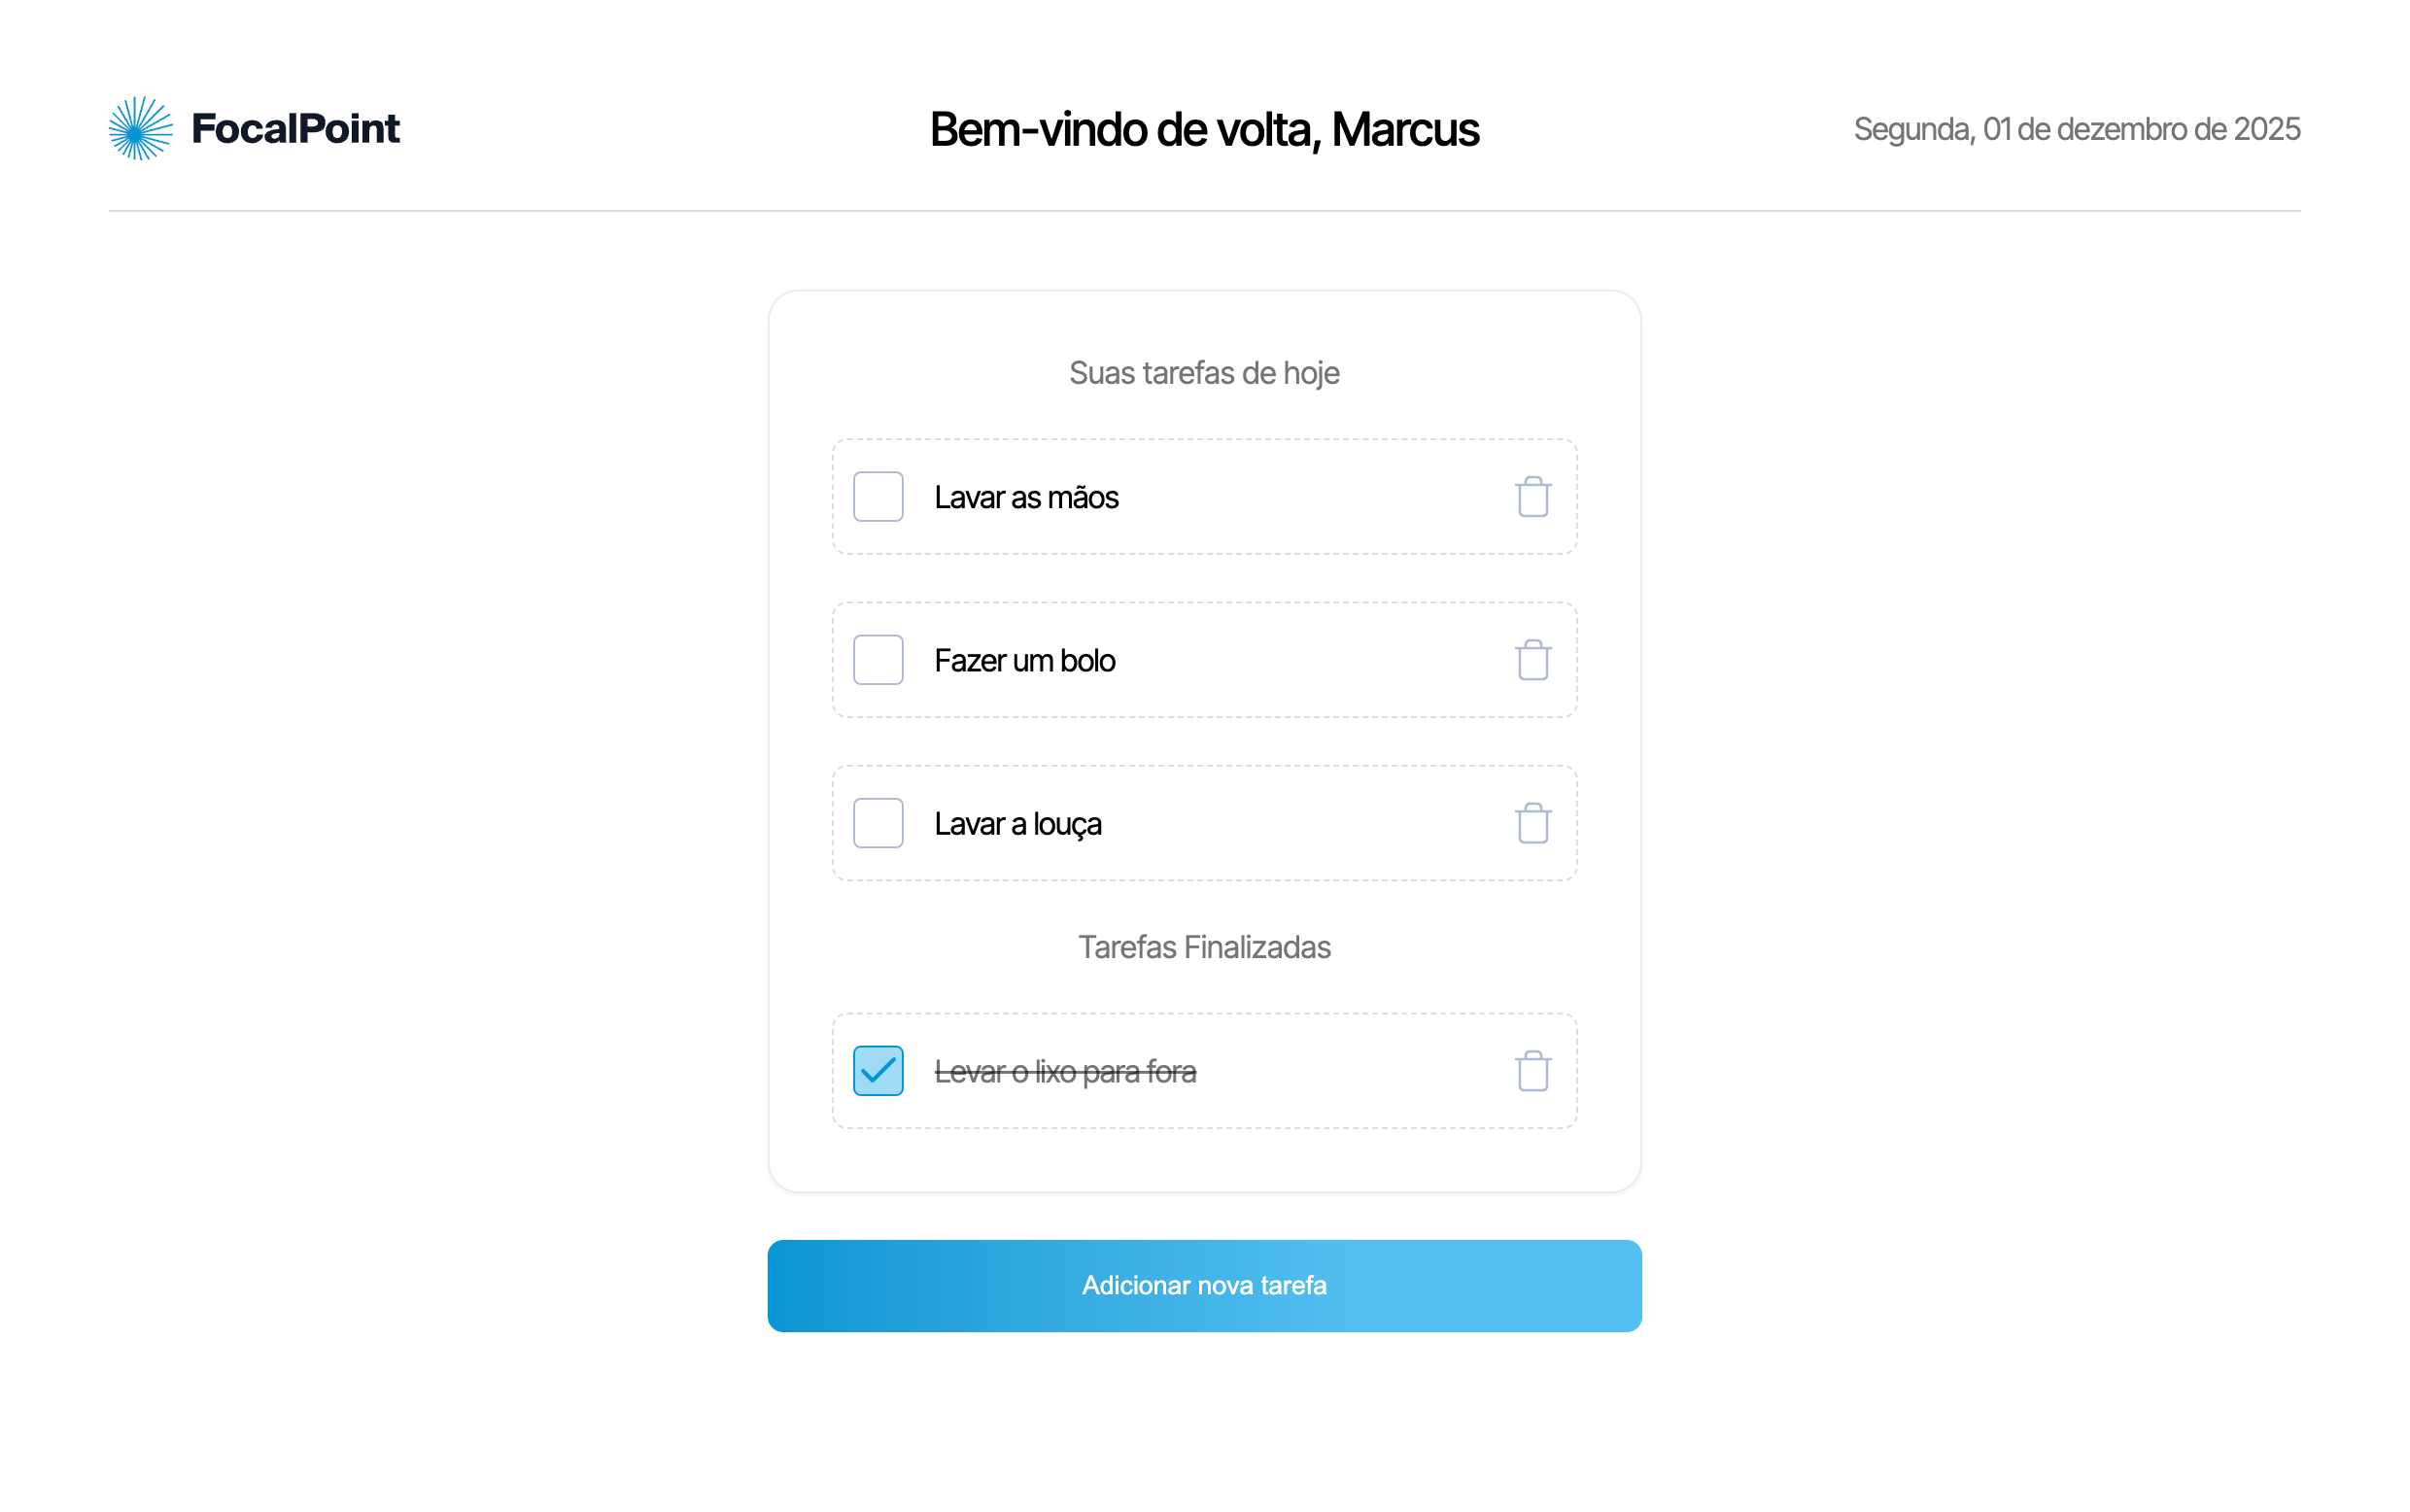 FocalPoint
Bem-vindo de volta, Marcus
Segunda, 01 de dezembro de 2025
Suas tarefas de hoje
Lavar as mãos
Fazer um bolo
Lavar a louça
Tarefas Finalizadas
Levar o lixo para fora
Adicionar nova tarefa